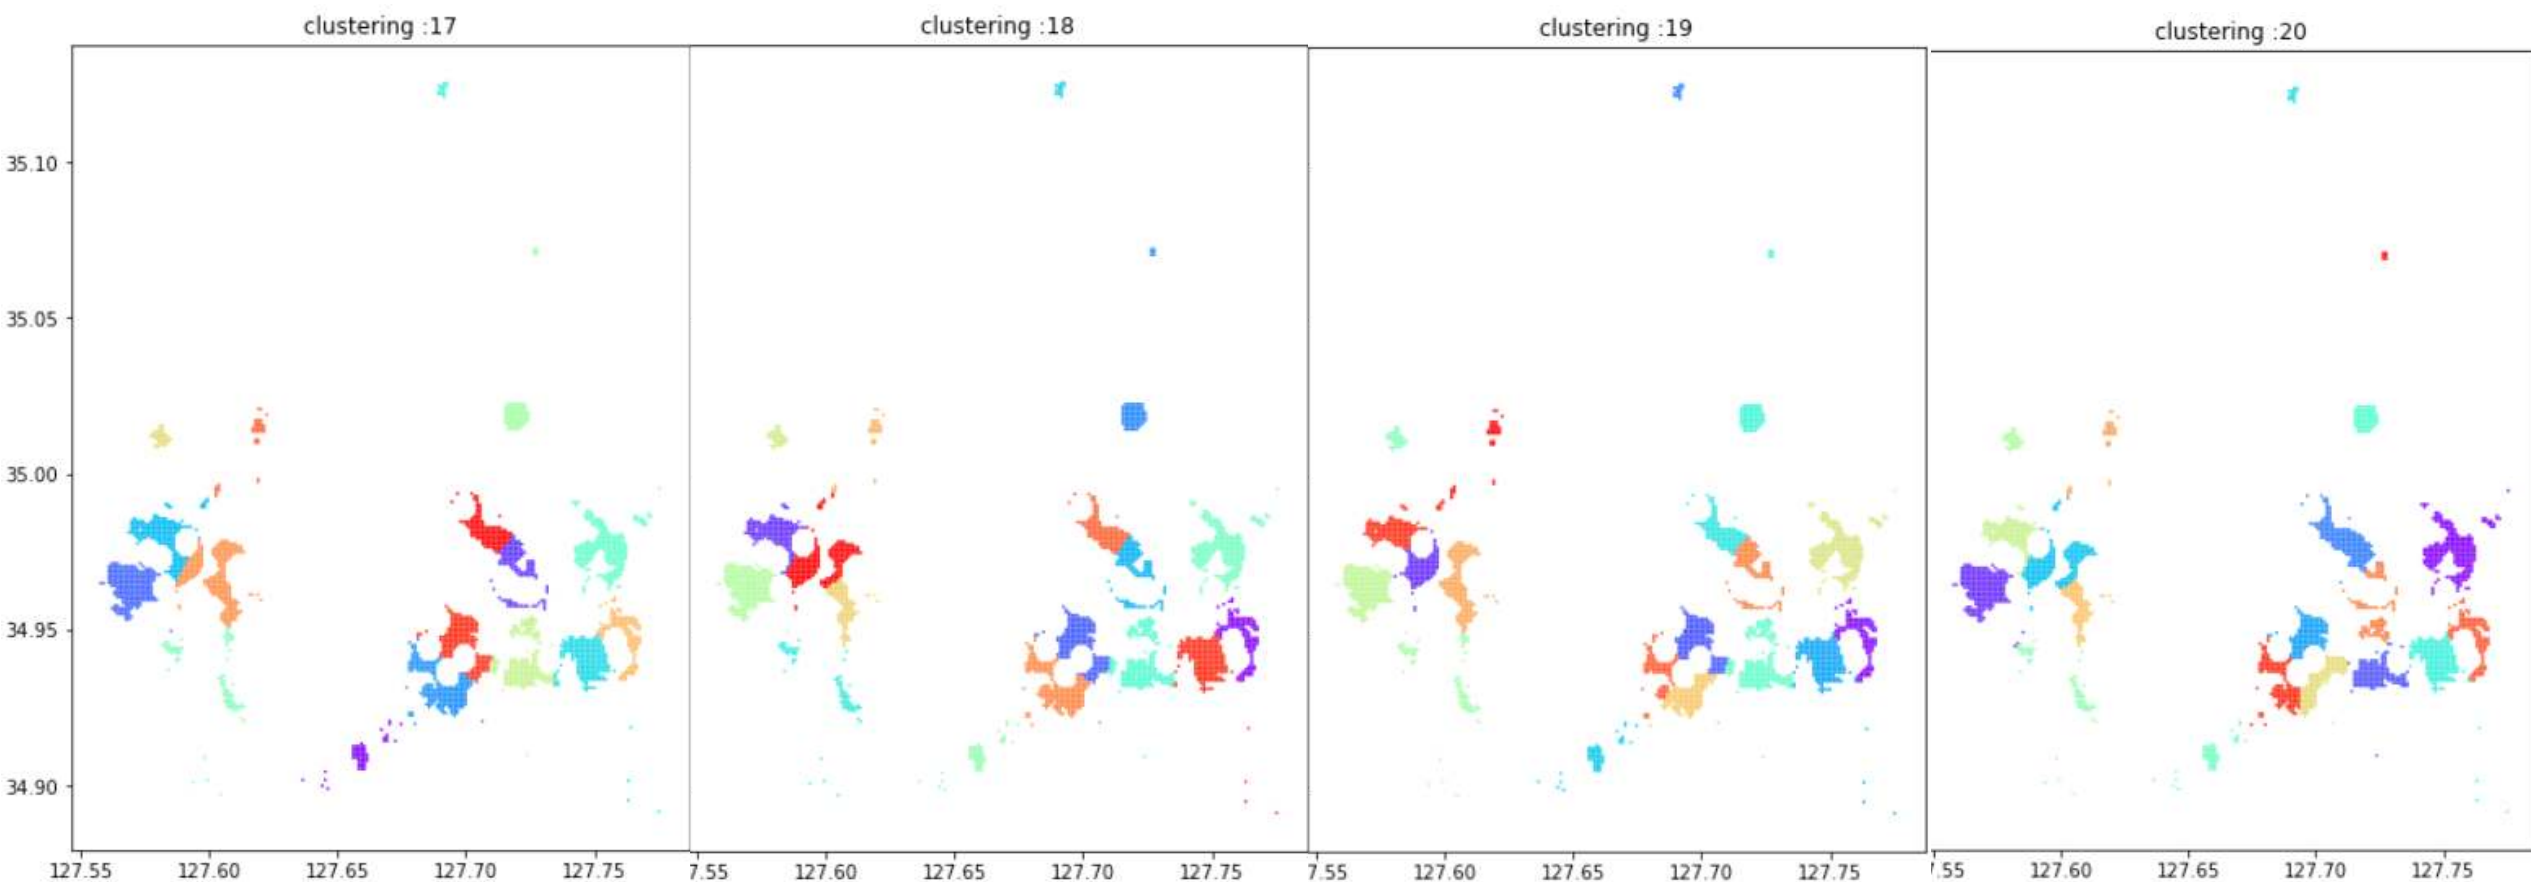 clustering :17
clustering :18
clustering :19
clustering :20
35.10
35.05
35.00
34.95
34.90
127.55 127.60 127.65 127.70 127.75
7.55 127.60 127.65 127.70 127.75
7.55 127.60 127.65 127.70 127.75
.55 127.60 127.65 127.70 127.75